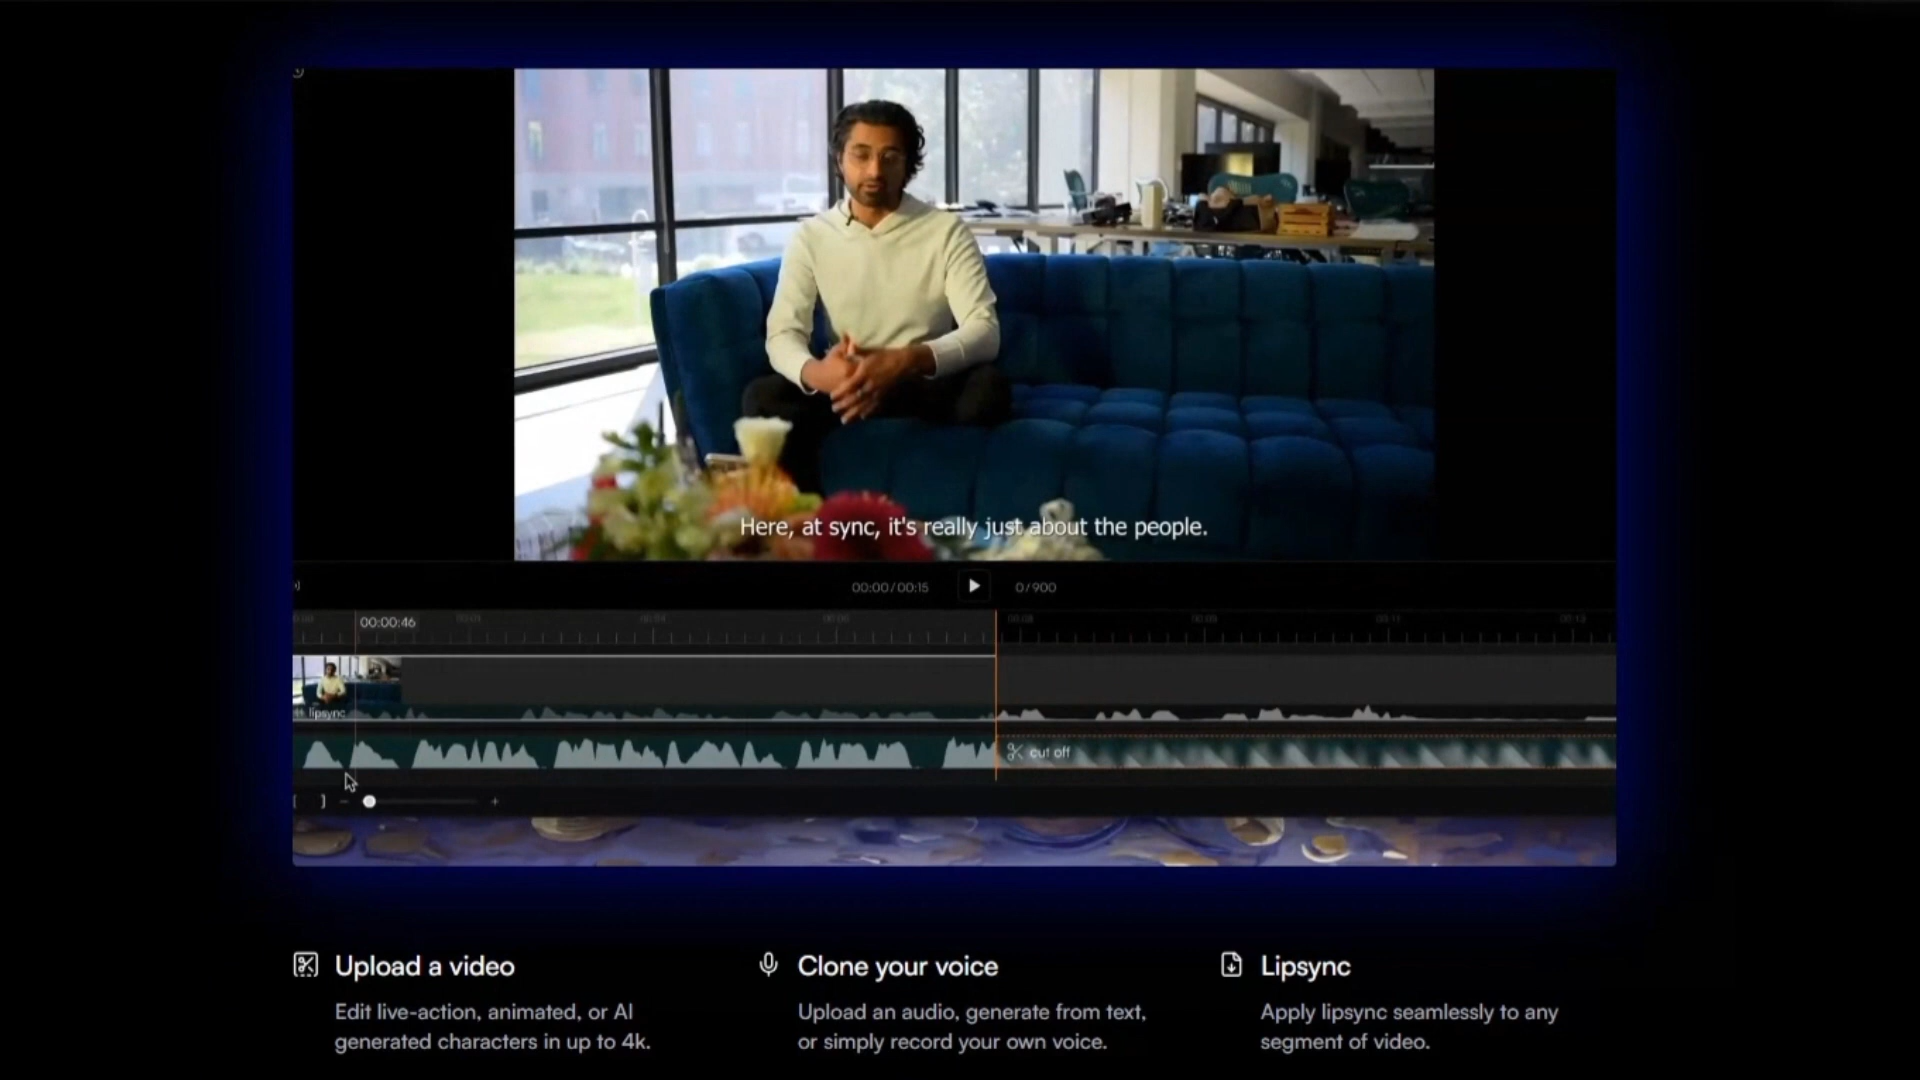 Here, at sync, it's really just about the people.
00:00/00:15
0/900
00:00:46
lipsync
cut off
Upload a video
Edit live-action, animated, or AI
generated characters in up to 4k.
Clone your voice
Upload an audio, generate from text,
or simply record your own voice.
Lipsync
Apply lipsync seamlessly to any
segment of video.